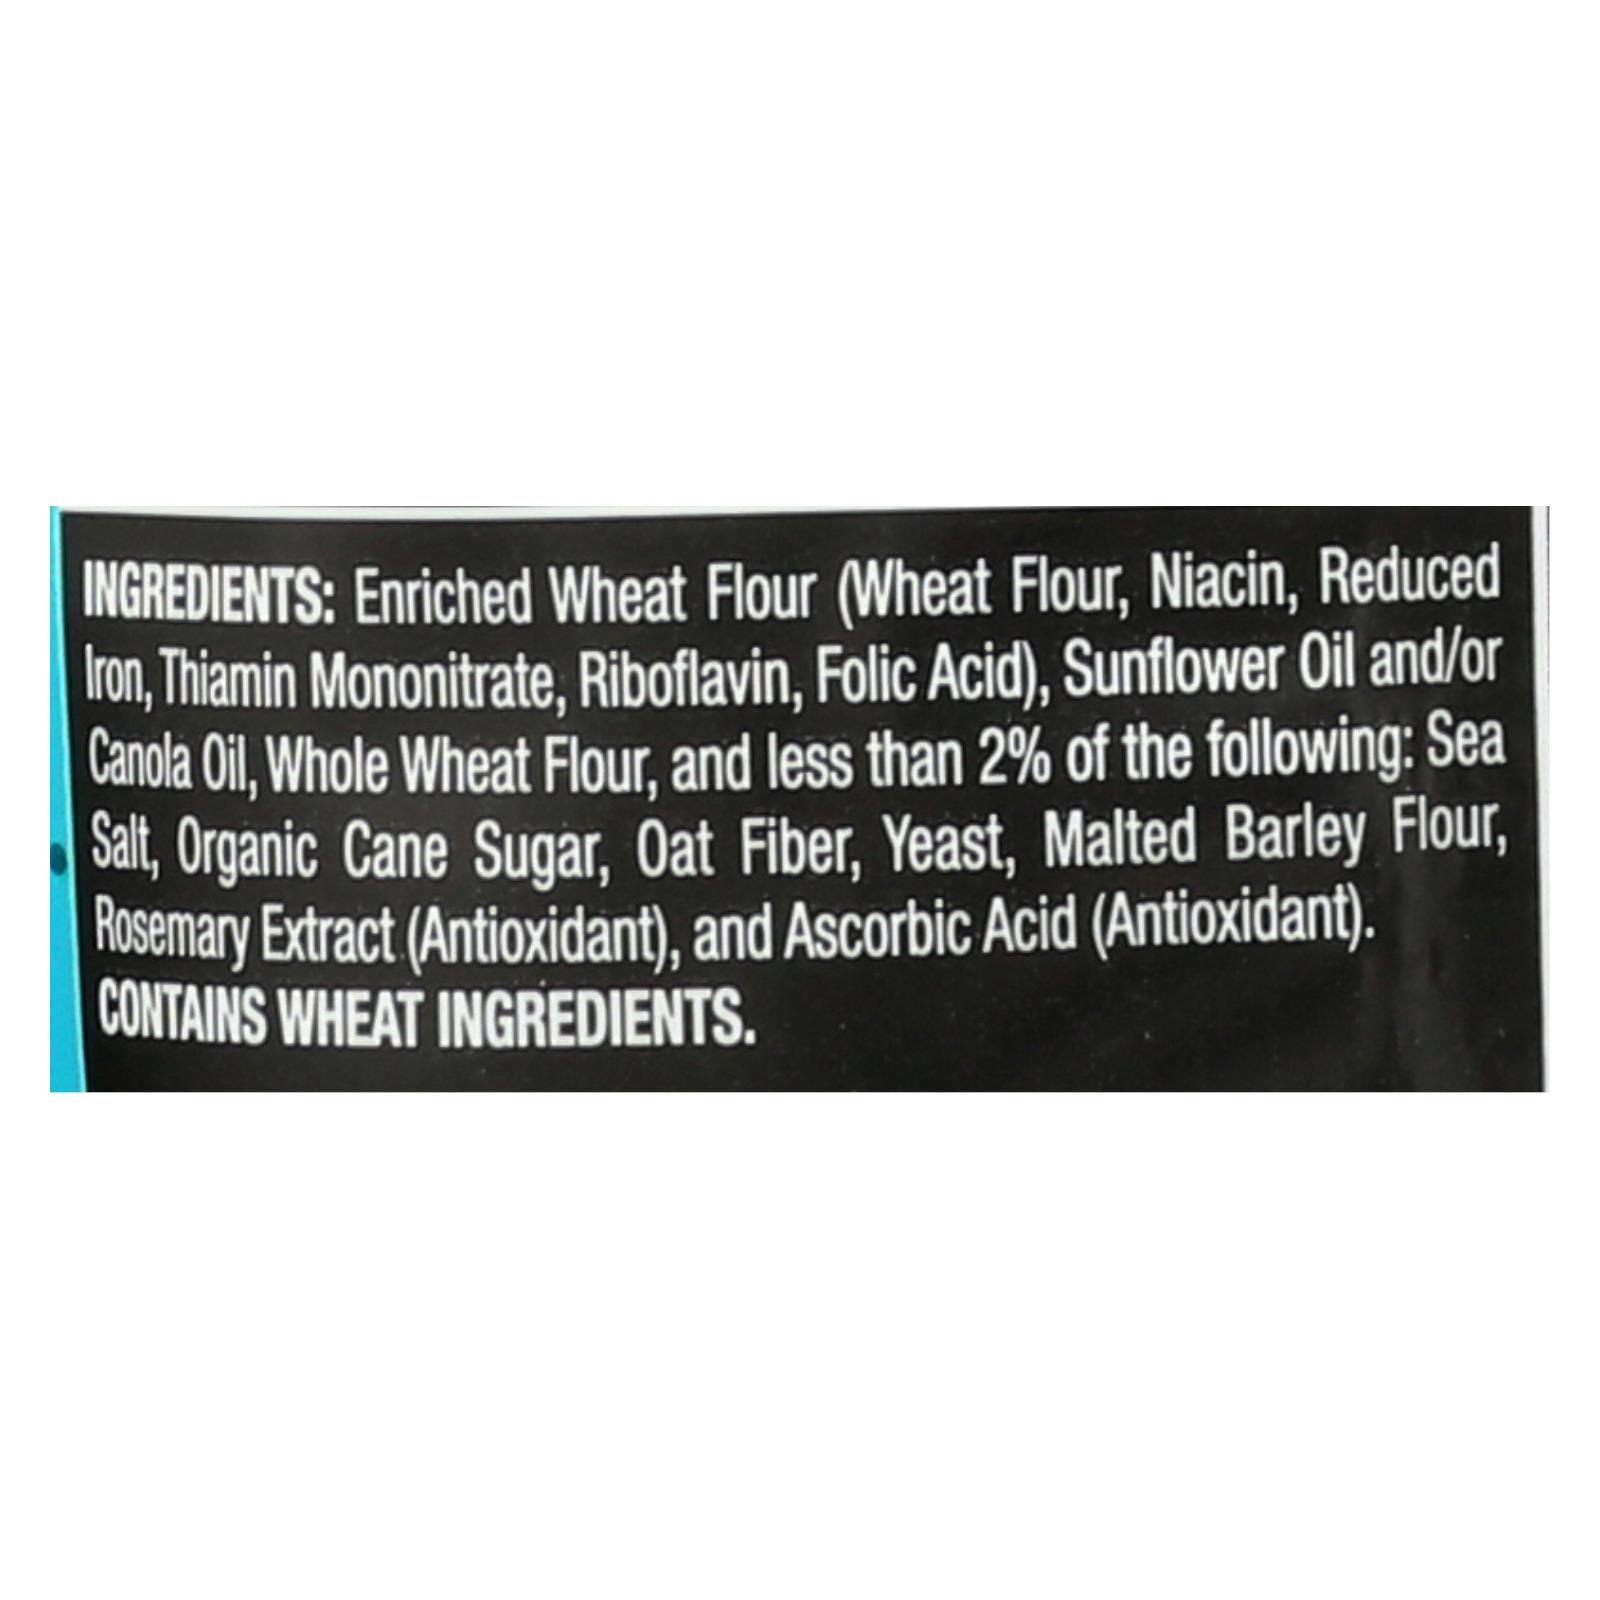 INGREDIENTS: Enriched Wheat Flour (Wheat Flour, Niacin, Reduced
Iron, Thiamin Mononitrate, Riboflavin, Folic Acid), Sunflower Oil and/or
Canola Oil, Whole Wheat Flour, and less than 2% of the following: Sea
Salt, Organic Cane Sugar, Oat Fiber, Yeast, Malted Barley Flour,
Rosemary Extract (Antioxidant), and Ascorbic Acid (Antioxidant).
CONTAINS WHEAT INGREDIENTS.